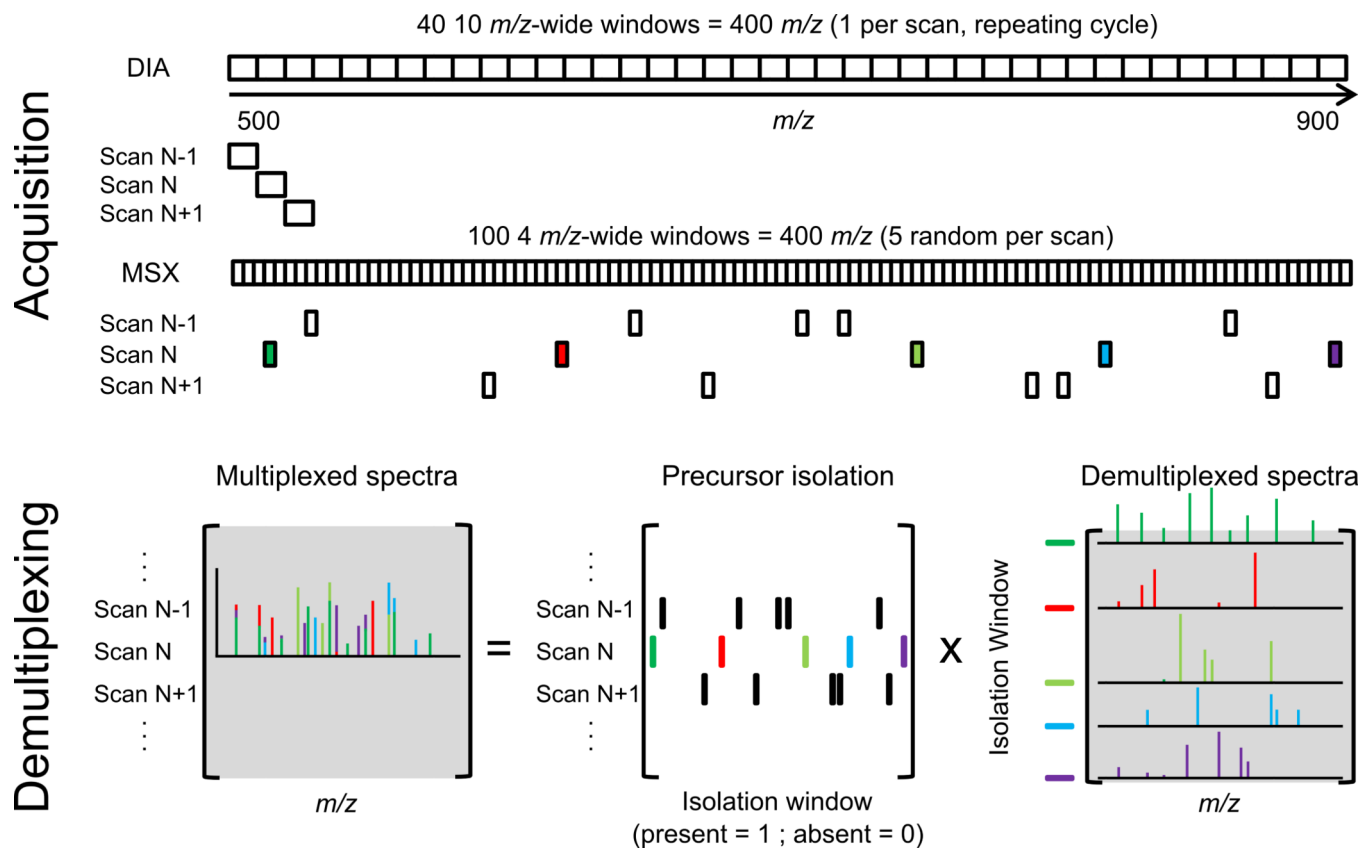 Acquisition
40 10 m/z-wide windows = 400 m/z (1 per scan, repeating cycle)
DIA
500
m/z
900
Scan N-1
Scan N
Scan N+1
100 4 m/z-wide windows = 400 m/z (5 random per scan)
MSX
Scan N-1
Scan N
Scan N+1
Demultiplexing
Multiplexed spectra
⋮
Scan N-1
Scan N
Scan N+1
⋮
m/z
=
Precursor isolation
⋮
Scan N-1
Scan N
Scan N+1
⋮
Isolation window
(present = 1 ; absent = 0)
x
Demultiplexed spectra
Isolation Window
m/z